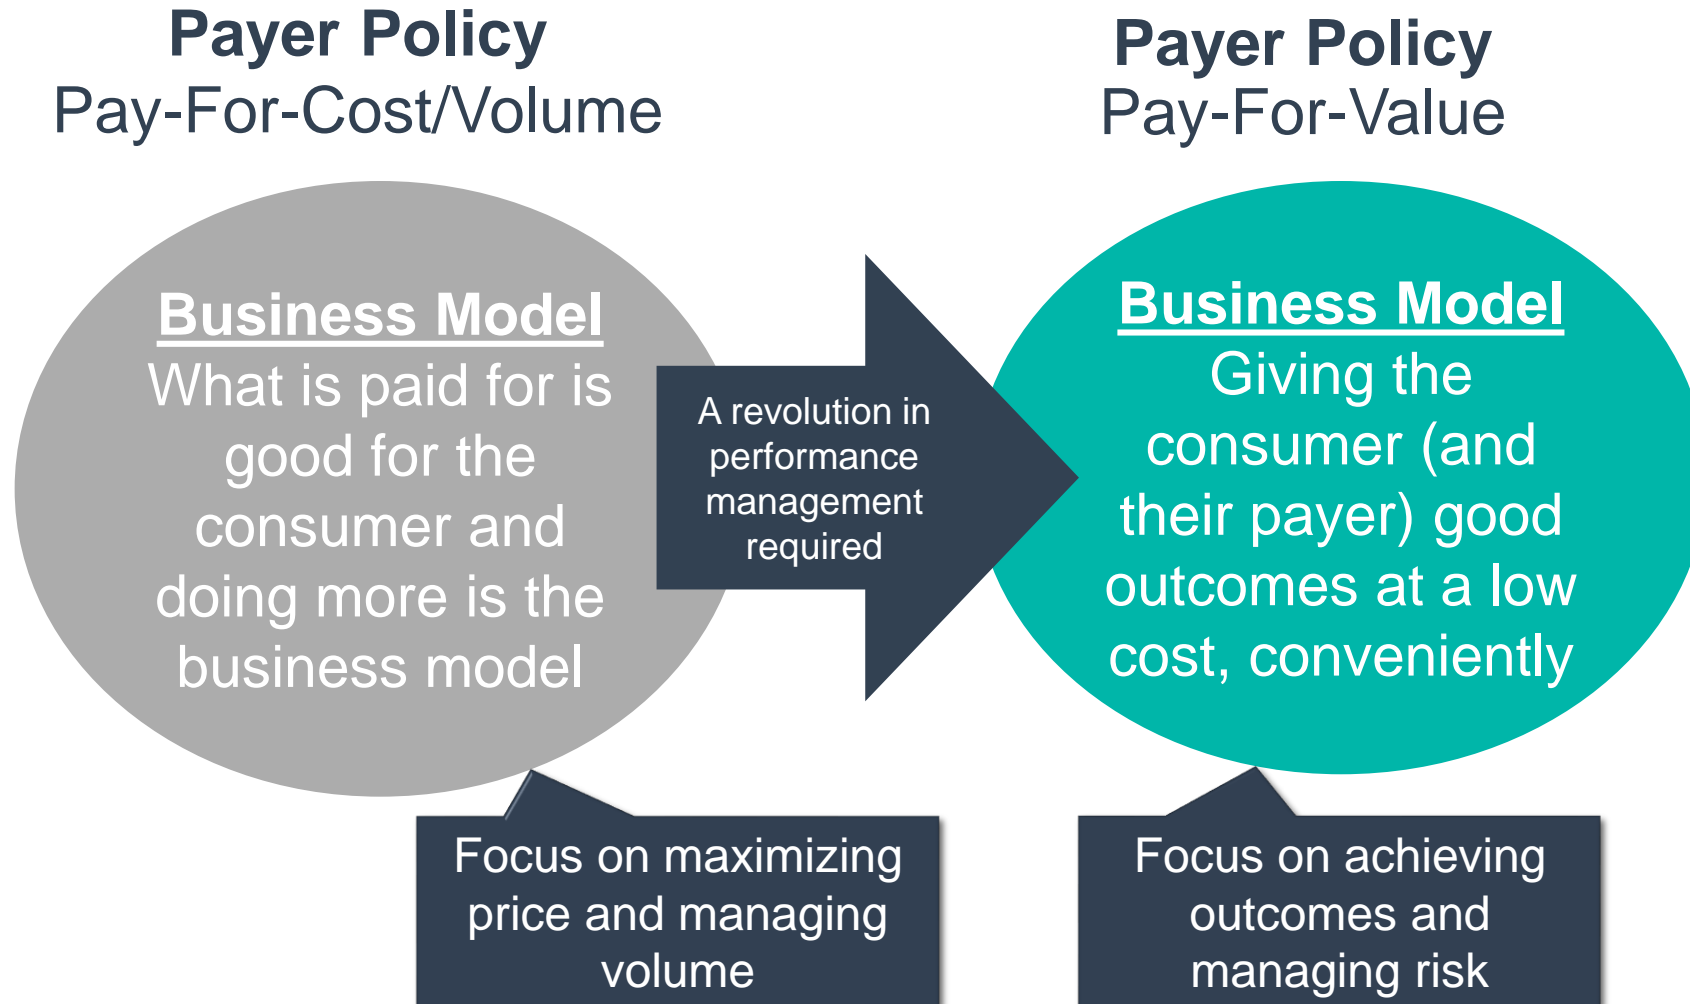 Payer Policy
Pay-For-Cost/Volume
Business Model
What is paid for is
good for the
consumer and
doing more is the
business model
Focus on maximizing
price and managing
volume
A revolution in
performance
management
required
Payer Policy
Pay-For-Value
Business Model
Giving the
consumer (and
their payer) good
outcomes at a low
cost, conveniently
Focus on achieving
outcomes and
managing risk